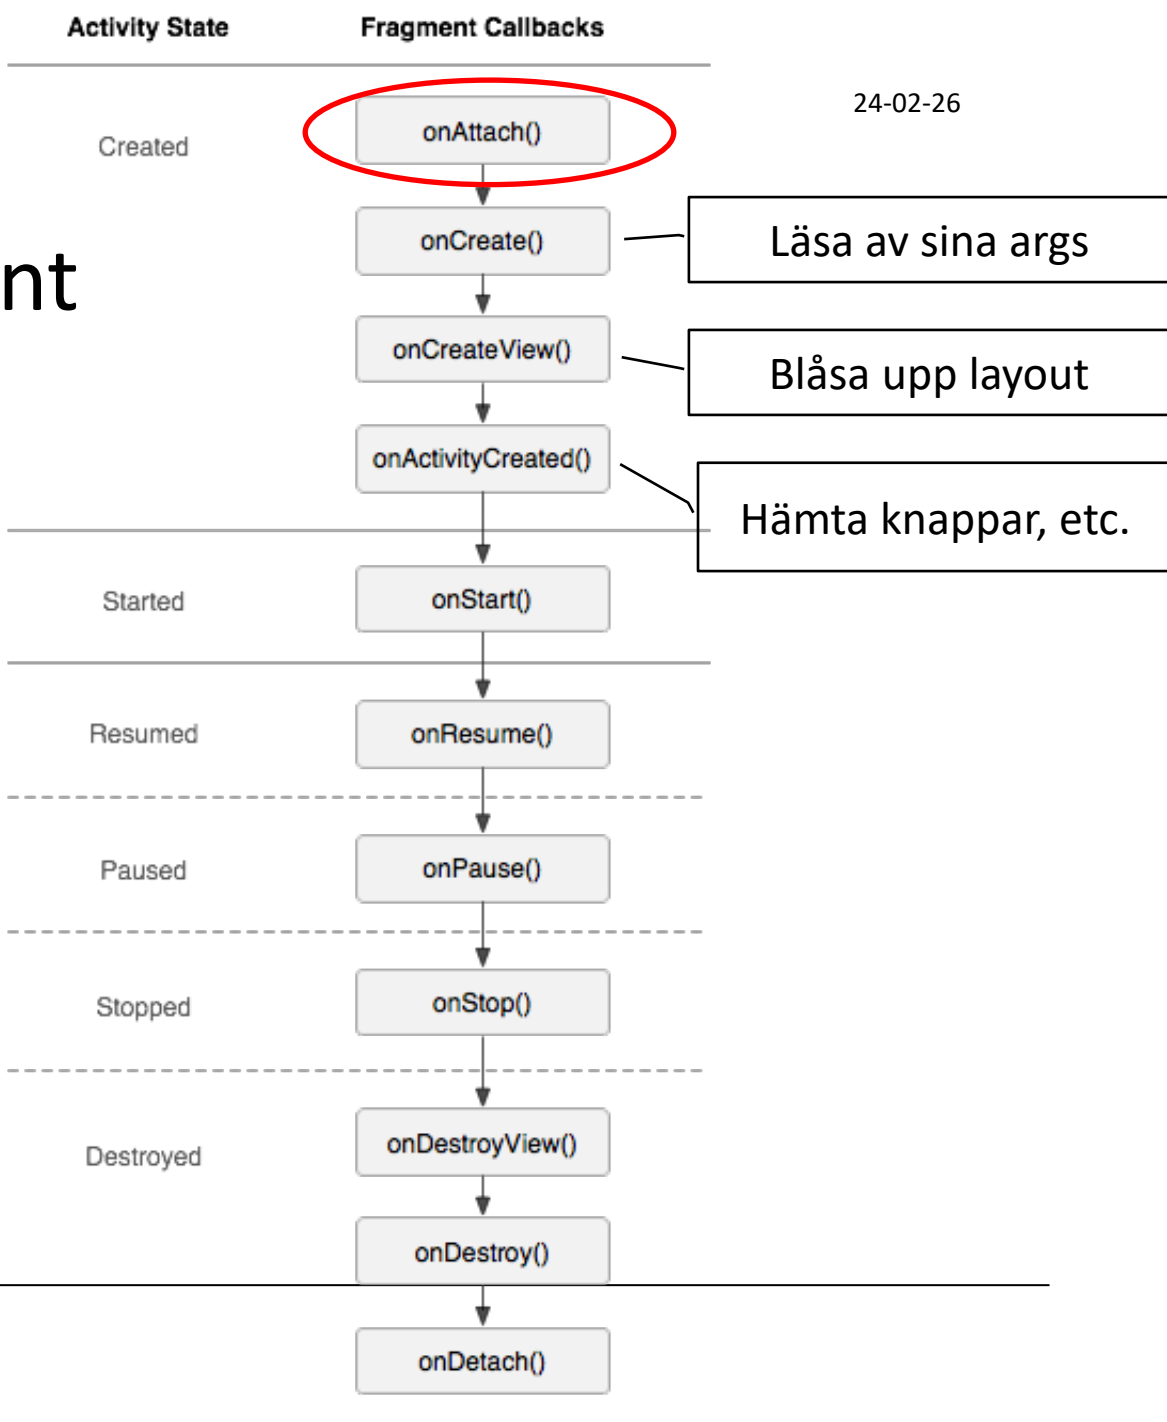 Activity State
Fragment Callbacks
24-02-26
Created
onAttach()
onCreate()
Läsa av sina args
nt
onCreateView()
Blåsa upp layout
onActivityCreated()
Hämta knappar, etc.
Started
onStart()
Resumed
onResume()
Paused
onPause()
Stopped
onStop()
Destroyed
onDestroyView()
onDestroy()
onDetach()